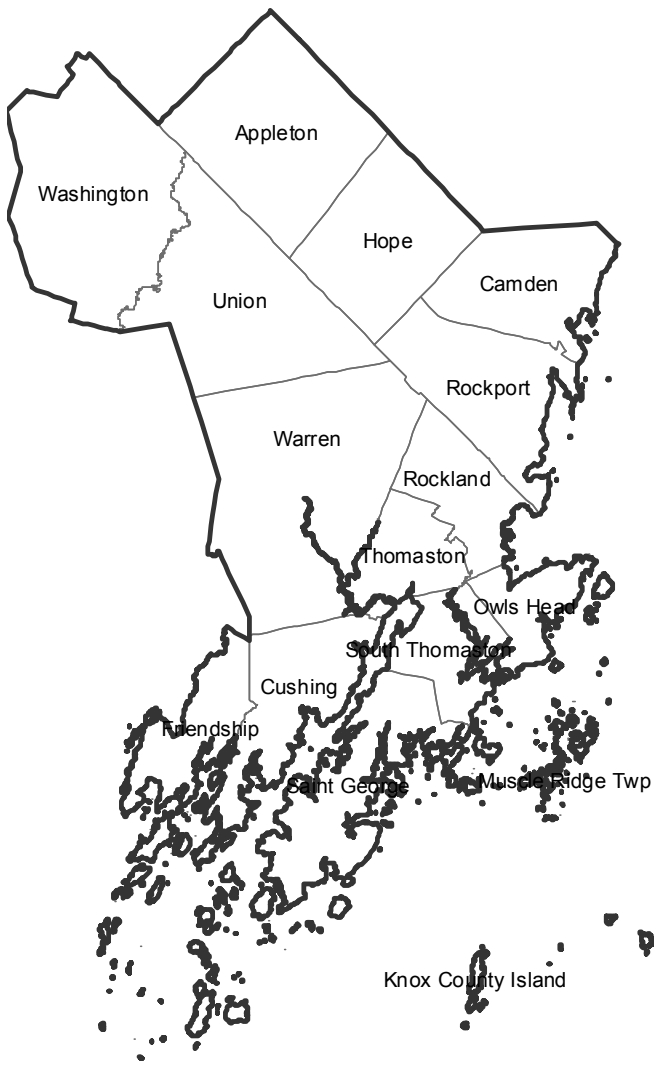 Appleton
Washington
Hope
Camden
Union
Rockport
Warren
Rockland
Thomaston
Owls Head
South Thomaston
Cushing
Friendship
Saint George
Muscle Ridge Twp
Knox County Island